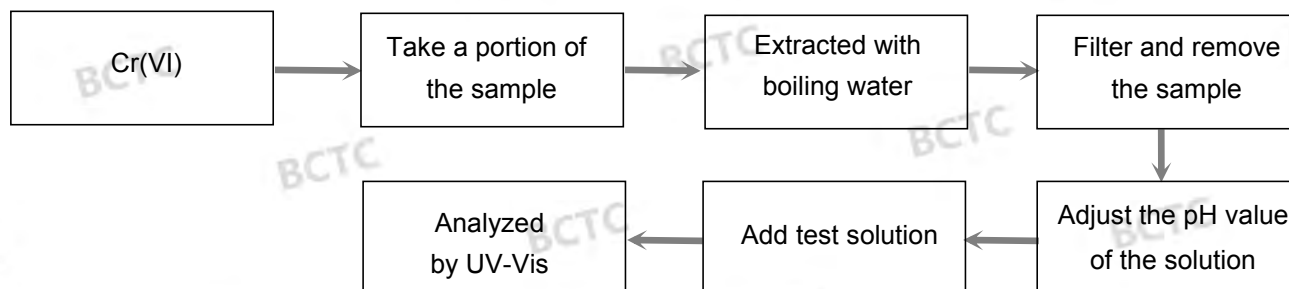 Cr(VI)
Take a portion of
the sample
Extracted with
boiling water
Filter and remove
the sample
Adjust the pH value
of the solution
Add test solution
Analyzed
by UV-Vis
BCTC
BCTC
BCTC
BCTC
BCTC
BCTC